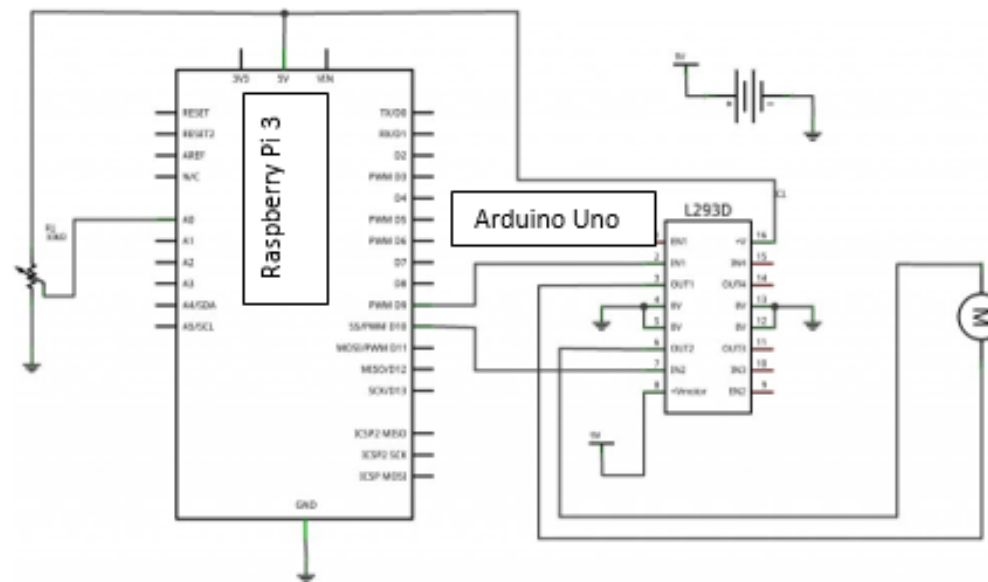 3V3
5V
VIN
RESET
RESET2
AREF
N/C
A0
A1
A2
A3
A4/SDA
A5/SCL
Raspberry Pi 3
TX/D0
RX/D1
D2
PWM D3
D4
PWM D5
PWM D6
D7
D8
PWM D9
SS/PWM D10
MOSI/PWM D11
MISO/D12
SCK/D13
ICSP2 MISO
ICSP2 SCK
ICSP MOSI
GND
Arduino Uno
L293D
EN1
2 IN1
3 OUT1
4 0V
5 0V
6 OUT2
7 IN2
8 +Vmotor
+V 16
IN4 15
OUT4 14
0V 13
0V 12
OUT3 11
IN3 10
EN2 9
M